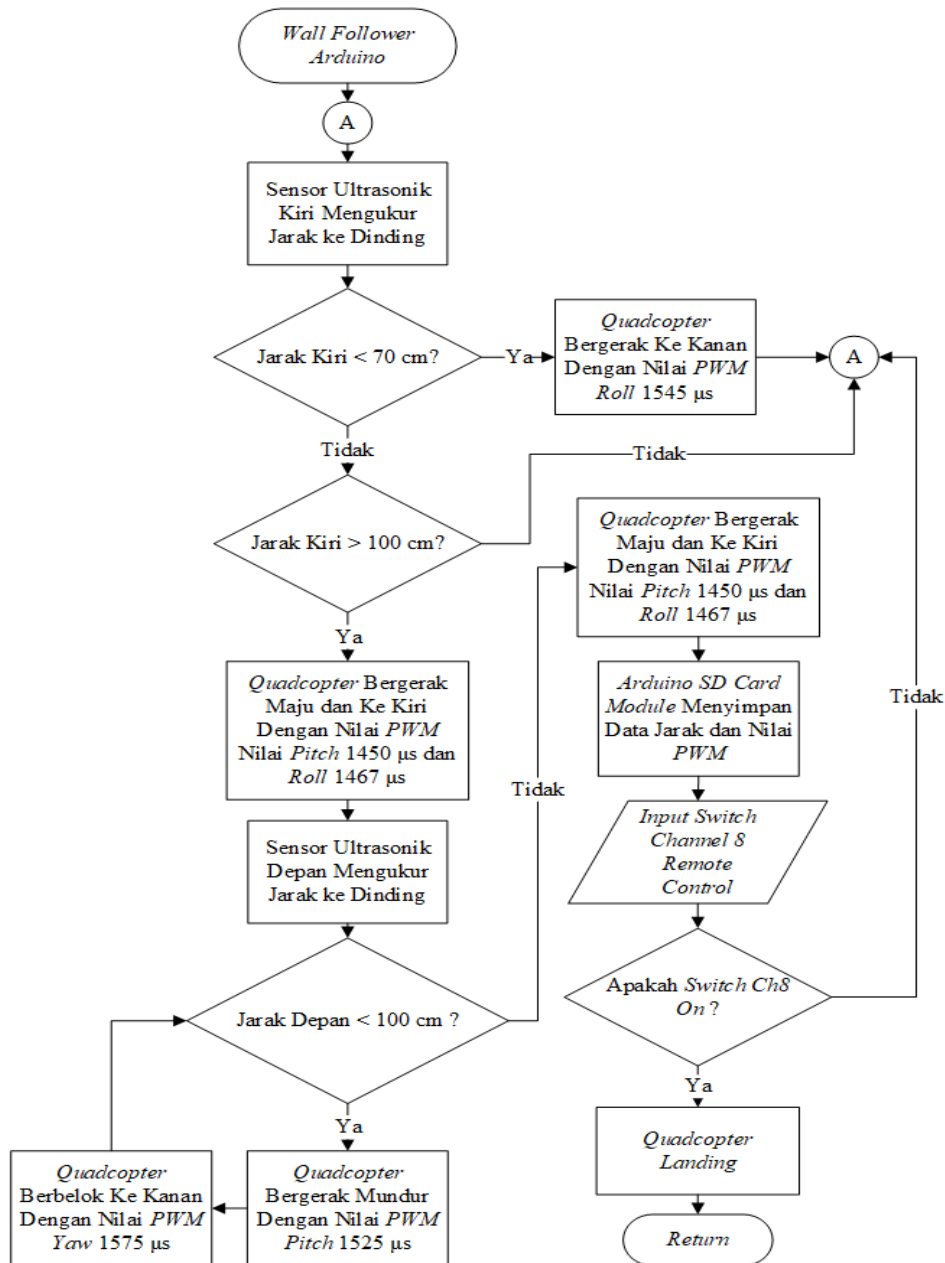 Wall Follower
Arduino
A
Sensor Ultrasonik
Kiri Mengukur
Jarak ke Dinding
Jarak Kiri < 70 cm?
Ya
Quadcopter
Bergerak Ke Kanan
Dengan Nilai PWM
Roll 1545 µs
A
Tidak
Tidak
Jarak Kiri > 100 cm?
Ya
Quadcopter Bergerak
Maju dan Ke Kiri
Dengan Nilai PWM
Nilai Pitch 1450 µs dan
Roll 1467 µs
Sensor Ultrasonik
Depan Mengukur
Jarak ke Dinding
Jarak Depan < 100 cm ?
Tidak
Ya
Quadcopter
Bergerak Mundur
Dengan Nilai PWM
Pitch 1525 µs
Quadcopter
Berbelok Ke Kanan
Dengan Nilai PWM
Yaw 1575 µs
Quadcopter Bergerak
Maju dan Ke Kiri
Dengan Nilai PWM
Nilai Pitch 1450 µs dan
Roll 1467 µs
Arduino SD Card
Module Menyimpan
Data Jarak dan Nilai
PWM
Input Switch
Channel 8
Remote
Control
Apakah Switch Ch8
On ?
Tidak
Ya
Quadcopter
Landing
Return